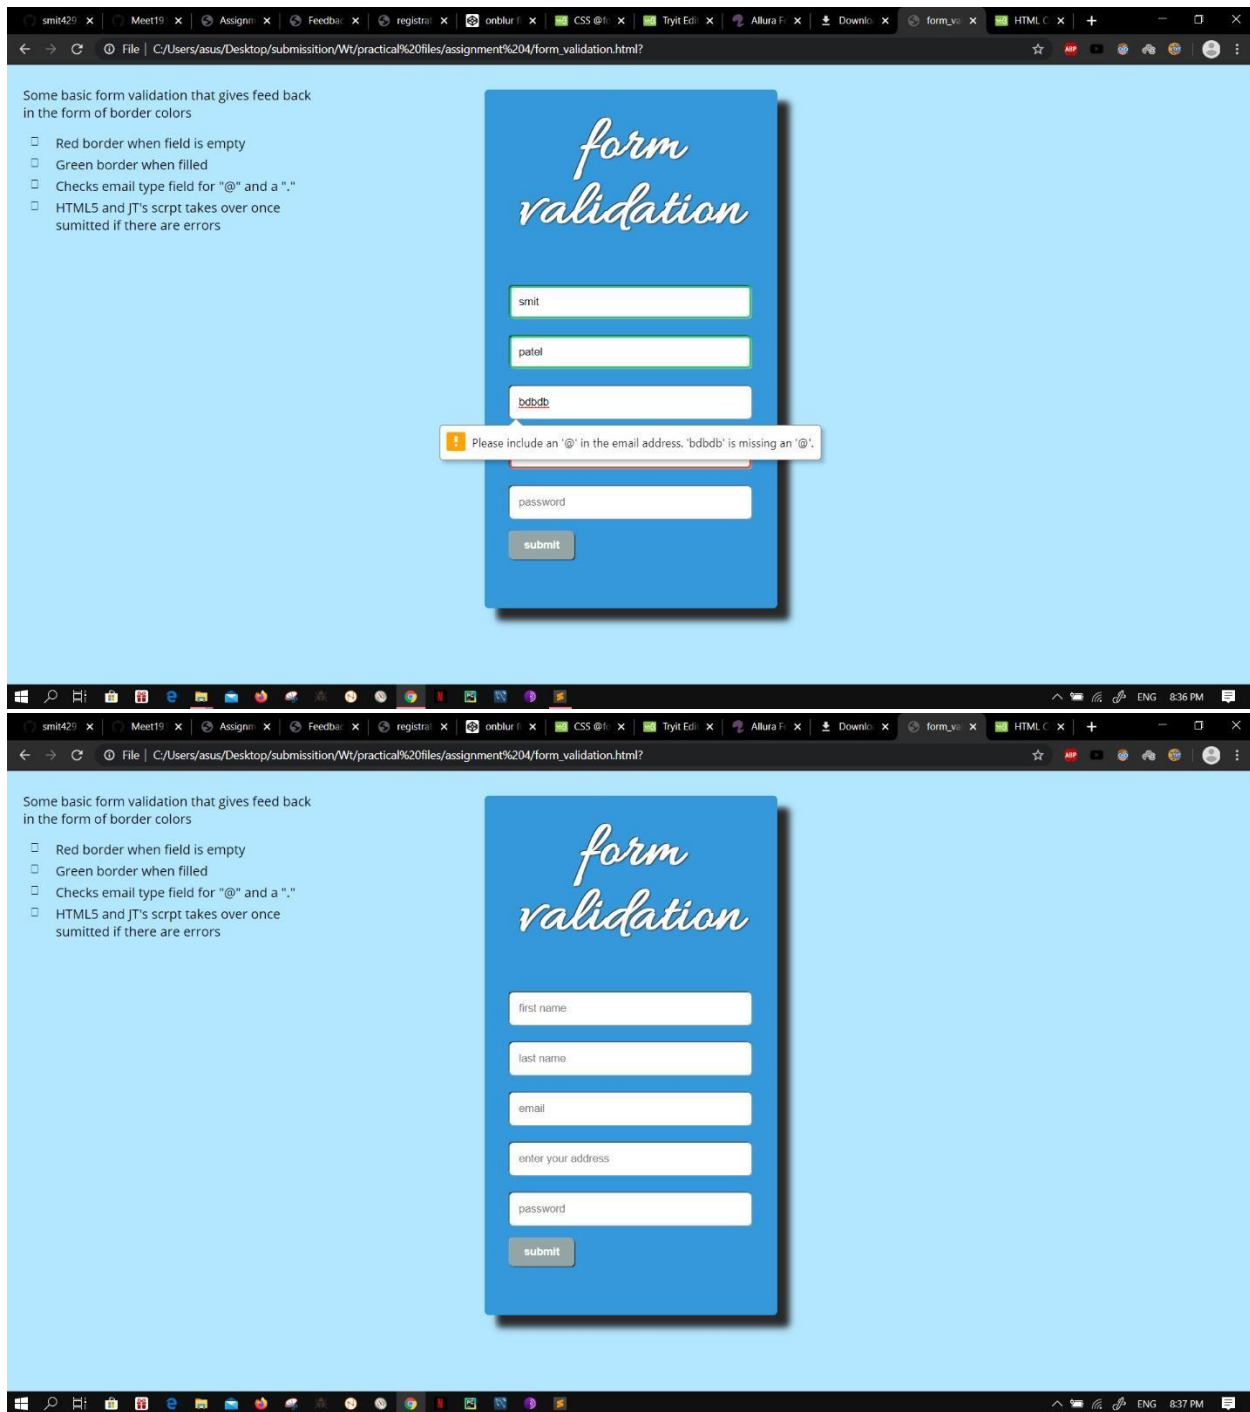 smit429
Meet19
Assignm
Feedbac
registrat
onblur f
CSS @fo
Tryit Edi
Allura Fo
Downlo
form_va
HTML C
File | C:/Users/asus/Desktop/submissition/Wt/practical%20files/assignment%204/form_validation.html?
ABP
Some basic form validation that gives feed back
in the form of border colors
Red border when field is empty
Green border when filled
Checks email type field for "@" and a "."
HTML5 and JT's scrpt takes over once
sumitted if there are errors
form
validation
smit
patel
bdbdb
Please include an '@' in the email address. 'bdbdb' is missing an '@'.
password
submit
ENG 8:36 PM
smit429
Meet19
Assignm
Feedbac
registrat
onblur f
CSS @fo
Tryit Edi
Allura Fo
Downlo
form_va
HTML C
File | C:/Users/asus/Desktop/submissition/Wt/practical%20files/assignment%204/form_validation.html?
ABP
Some basic form validation that gives feed back
in the form of border colors
Red border when field is empty
Green border when filled
Checks email type field for "@" and a "."
HTML5 and JT's scrpt takes over once
sumitted if there are errors
form
validation
first name
last name
email
enter your address
password
submit
ENG 8:37 PM